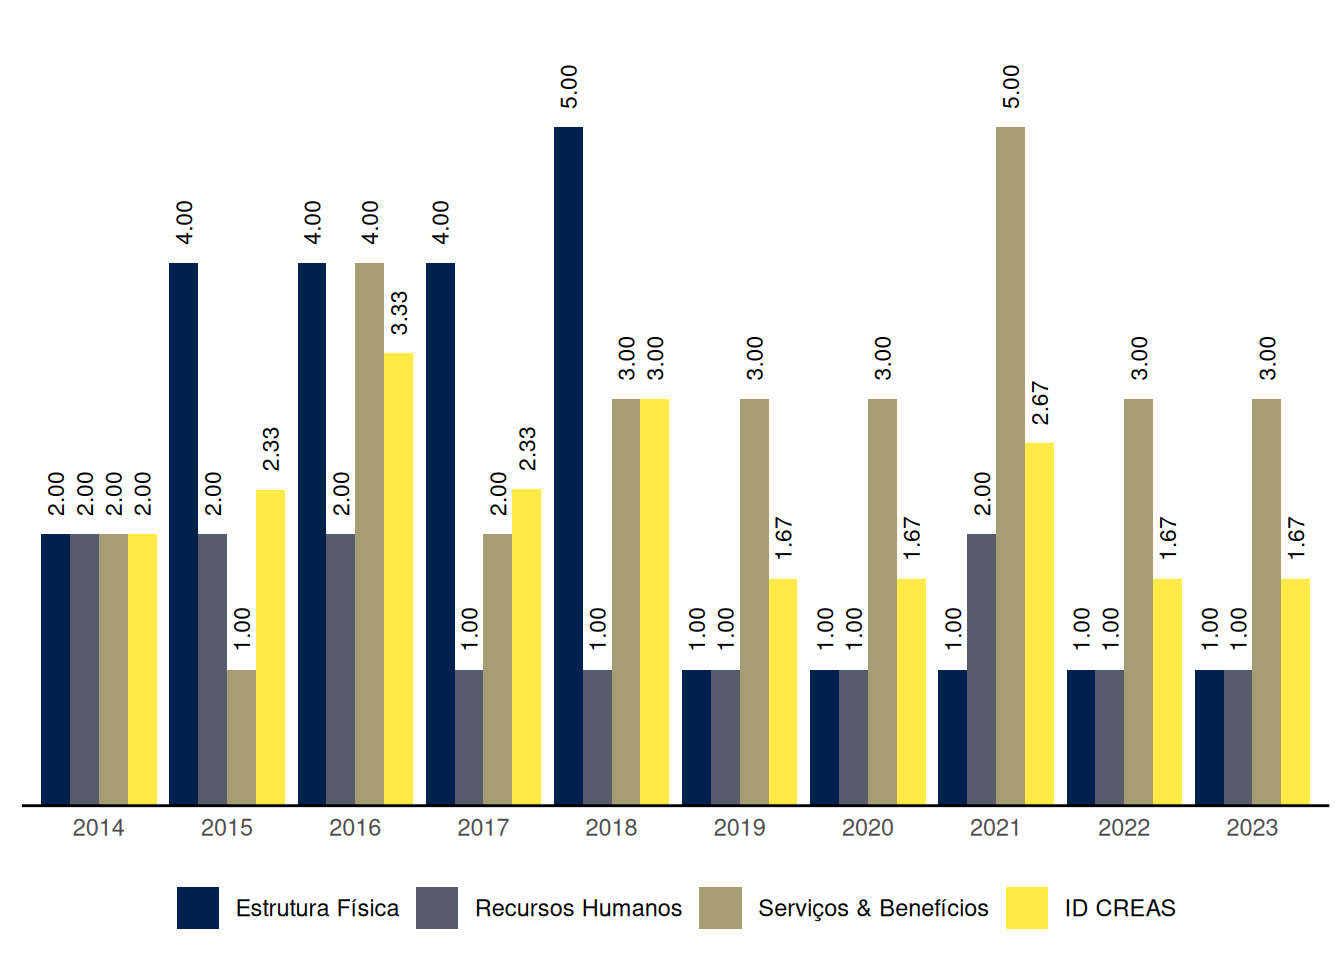 5.00 5.00
4.00 4.00 4.00 4.00
3.33 3.00 3.00 3.00 3.00 3.00 3.00
2.67
2.33 2.33
2.00 2.00 2.00 2.00 2.00 2.00 2.00 2.00
1.67 1.67 1.67 1.67
1.00 1.00 1.00 1.00 1.00 1.00 1.00 1.00 1.00 1.00 1.00 1.00
2014 2015 2016 2017 2018 2019 2020 2021 2022 2023
Estrutura Física Recursos Humanos Serviços & Benefícios ID CREAS